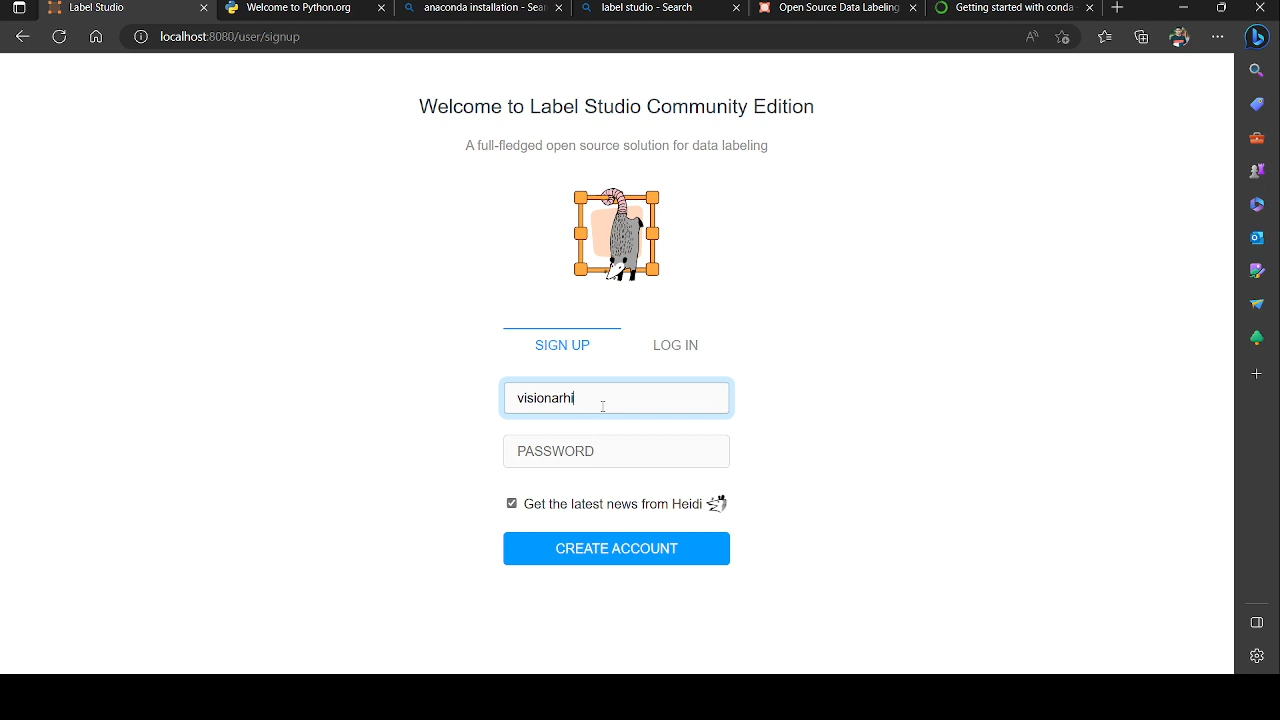 Label Studio
Welcome to Python.org
anaconda installation - Sear
label studio - Search
Open Source Data Labeling
Getting started with conda
localhost:8080/user/signup
Welcome to Label Studio Community Edition
A full-fledged open source solution for data labeling
SIGN UP
LOG IN
visionarhi
PASSWORD
Get the latest news from Heidi
CREATE ACCOUNT